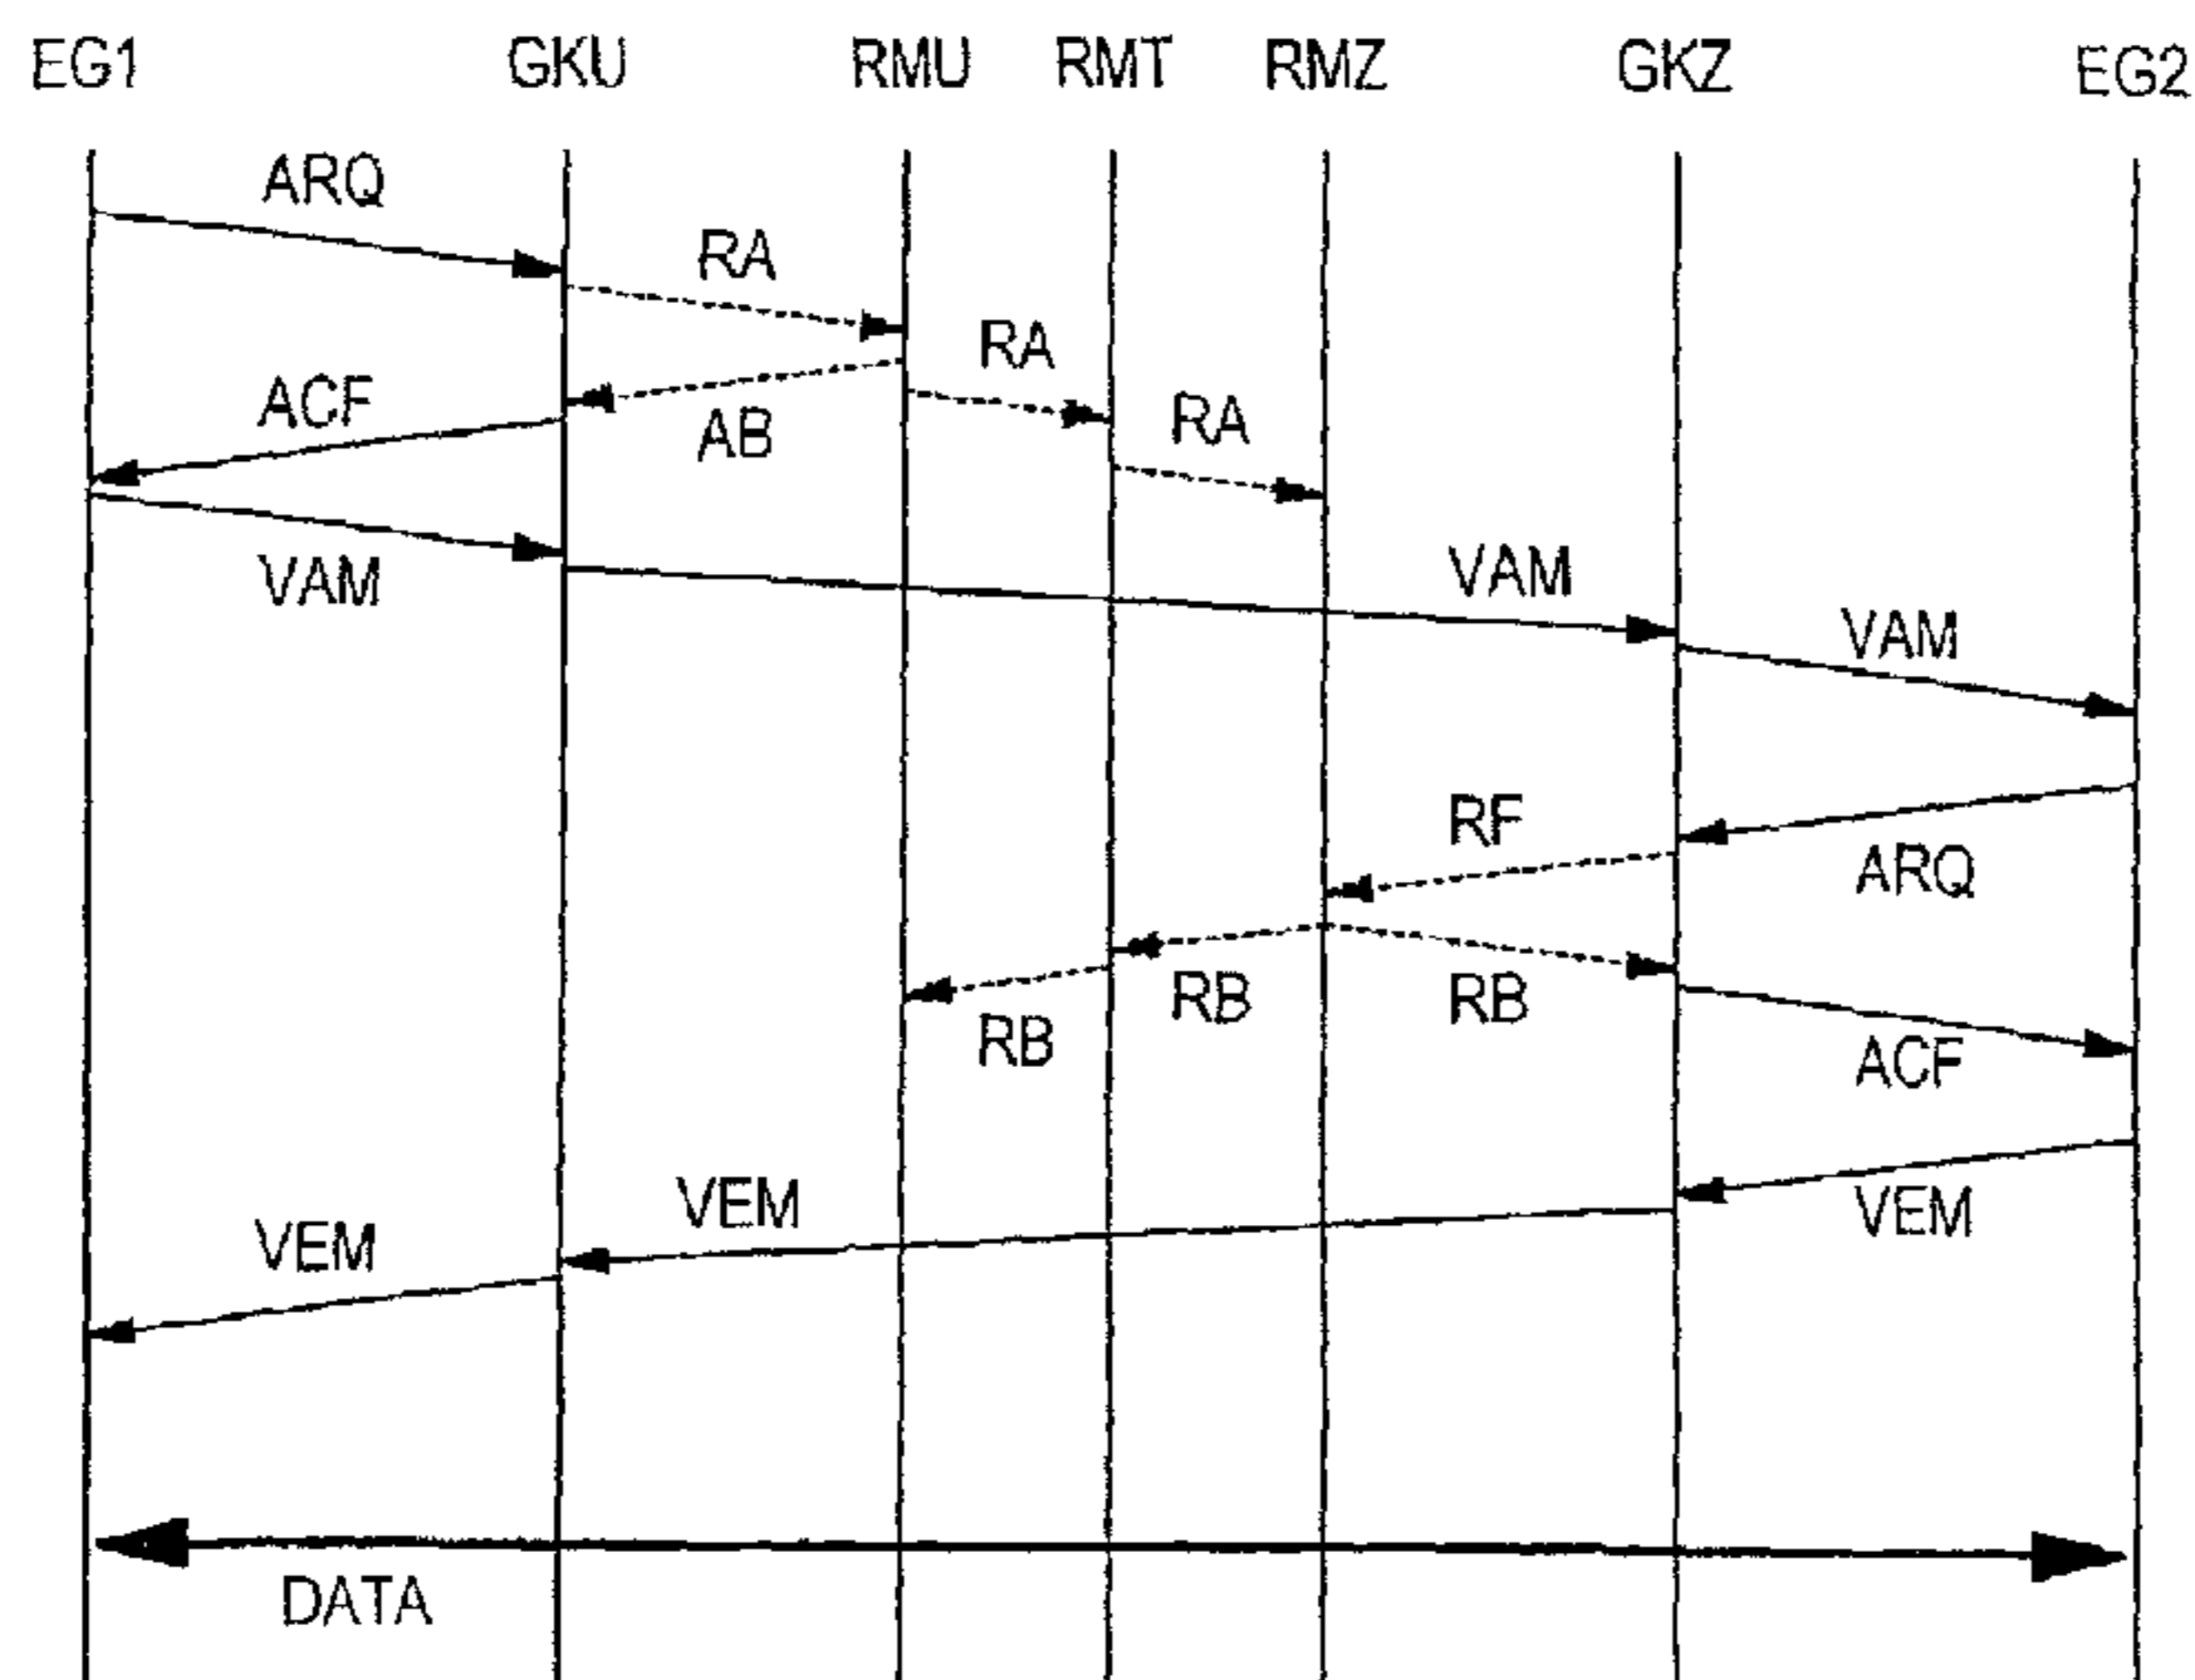 EG1 GKU RMU RMT RMZ GKZ EG2
ARQ
RA
RA
ACF
AB
RA
VAM
VAM
VAM
RF
ARQ
RB
RB
RB
ACF
VEM
VEM
VEM
DATA